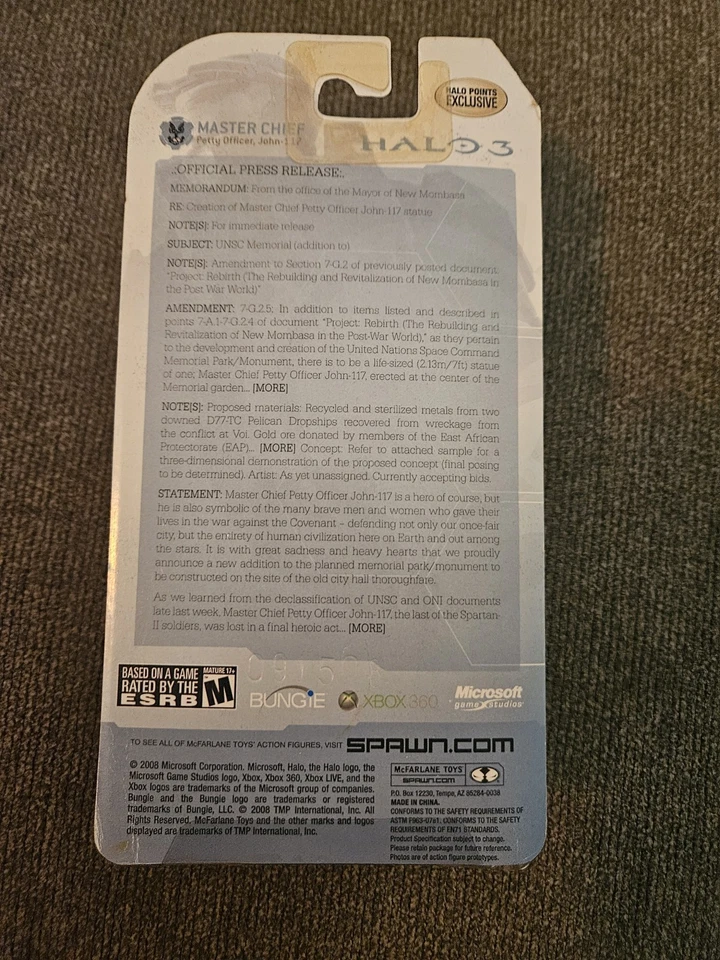 HALO POINTS
EXCLUSIVE
MASTER CHIEF
Petty Officer, John-117
HALO 3
.:OFFICIAL PRESS RELEASE:.
MEMORANDUM: From the office of the Mayor of New Mombasa
RE: Creation of Master Chief Petty Officer John-117 statue
NOTE[S]: For immediate release
SUBJECT: UNSC Memorial (addition to)
NOTE[S]: Amendment to Section 7-G.2 of previously posted document:
"Project: Rebirth (The Rebuilding and Revitalization of New Mombasa in
the Post War World)"
AMENDMENT: 7-G.2.5: In addition to items listed and described in
points 7-A.1-7-G.2.4 of document "Project: Rebirth (The Rebuilding and
Revitalization of New Mombasa in the Post-War World)," as they pertain
to the development and creation of the United Nations Space Command
Memorial Park/Monument, there is to be a life-sized (2.13m/7ft) statue
of one; Master Chief Petty Officer John-117, erected at the center of the
Memorial garden... [MORE]
NOTE[S]: Proposed materials: Recycled and sterilized metals from two
downed D77-TC Pelican Dropships recovered from wreckage from
the conflict at Voi. Gold ore donated by members of the East African
Protectorate (EAP)... [MORE] Concept: Refer to attached sample for a
three-dimensional demonstration of the proposed concept (final posing
to be determined). Artist: As yet unassigned. Currently accepting bids.
STATEMENT: Master Chief Petty Officer John-117 is a hero of course, but
he is also symbolic of the many brave men and women who gave their
lives in the war against the Covenant – defending not only our once-fair
city, but the entirety of human civilization here on Earth and out among
the stars. It is with great sadness and heavy hearts that we proudly
announce a new addition to the planned memorial park/monument to
be constructed on the site of the old city hall thoroughfare.
As we learned from the declassification of UNSC and ONI documents
late last week, Master Chief Petty Officer John-117, the last of the Spartan-
II soldiers, was lost in a final heroic act... [MORE]
BASED ON A GAME
RATED BY THE
ESRB
MATURE 17+
M
BUNGIE
XBOX 360
Microsoft
game studios
TO SEE ALL OF McFARLANE TOYS' ACTION FIGURES, VISIT SPAWN.COM
© 2008 Microsoft Corporation. Microsoft, Halo, the Halo logo, the
Microsoft Game Studios logo, Xbox, Xbox 360, Xbox LIVE, and the
Xbox logos are trademarks of the Microsoft group of companies.
Bungie and the Bungie logo are trademarks or registered
trademarks of Bungie, LLC. © 2008 TMP International, Inc. All
Rights Reserved. McFarlane Toys and the other marks and logos
displayed are trademarks of TMP International, Inc.
McFARLANE TOYS
SPAWN.COM
P.O. Box 12230, Tempe, AZ 85284-0038
MADE IN CHINA.
CONFORMS TO THE SAFETY REQUIREMENTS OF
ASTM F963-07e1. CONFORMS TO THE SAFETY
REQUIREMENTS OF EN71 STANDARDS.
Product Specification subject to change.
Please retain package for future reference.
Photos are of action figure prototypes.